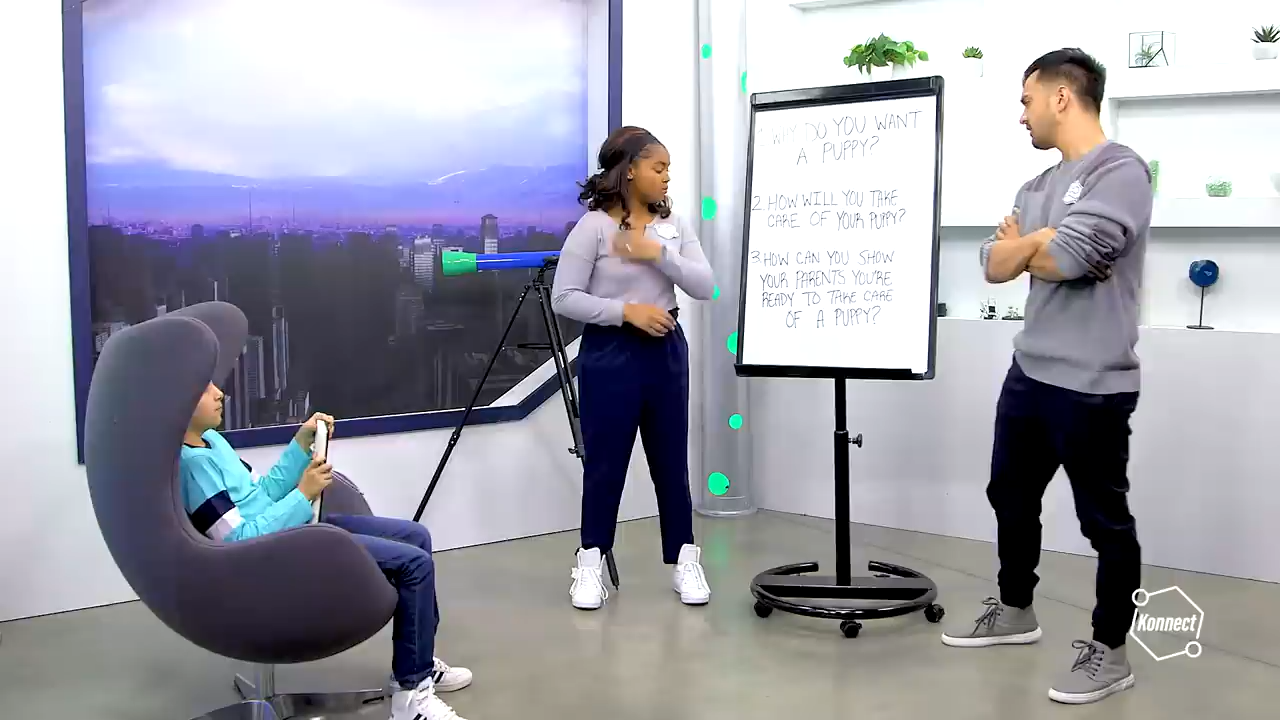 1. WHY DO YOU WANT
A PUPPY?
2. HOW WILL YOU TAKE
CARE OF YOUR PUPPY?
3. HOW CAN YOU SHOW
YOUR PARENTS YOU'RE
READY TO TAKE CARE
OF A PUPPY?
Konnect